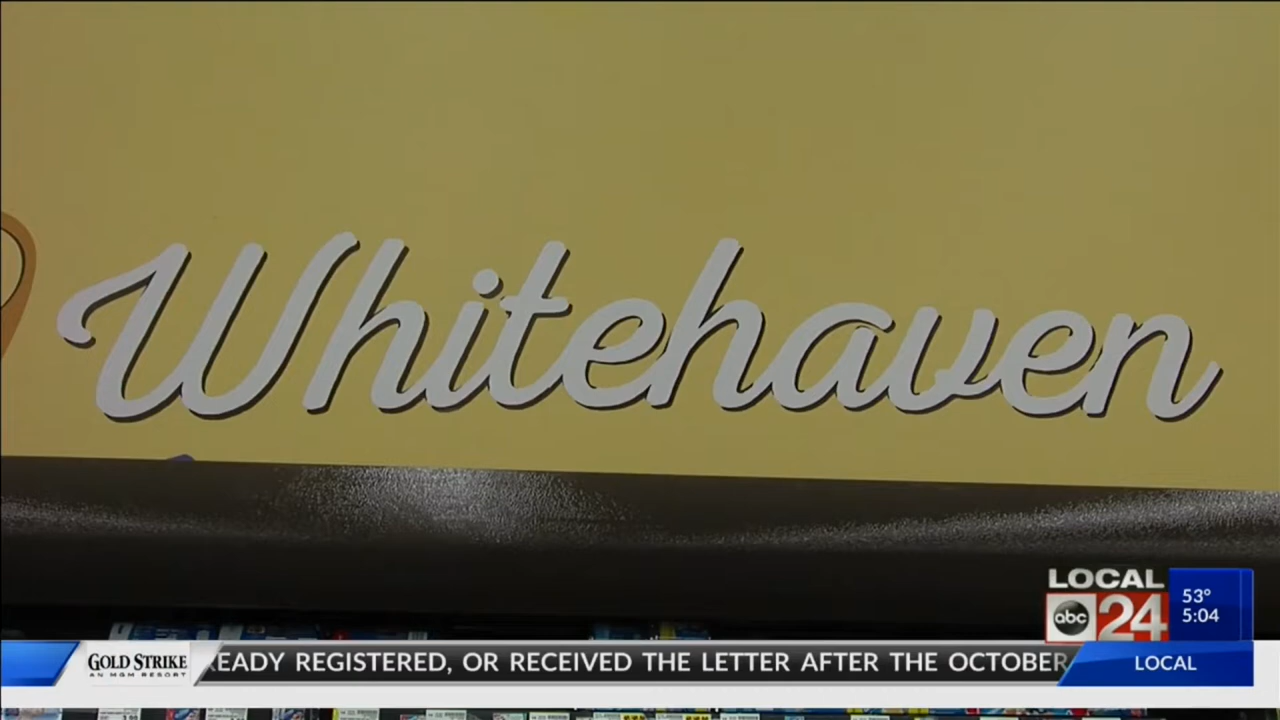 Whitehaven
LOCAL
abc 24
53°
5:04
GOLD STRIKE
AN MGM RESORT
EADY REGISTERED, OR RECEIVED THE LETTER AFTER THE OCTOBER
LOCAL